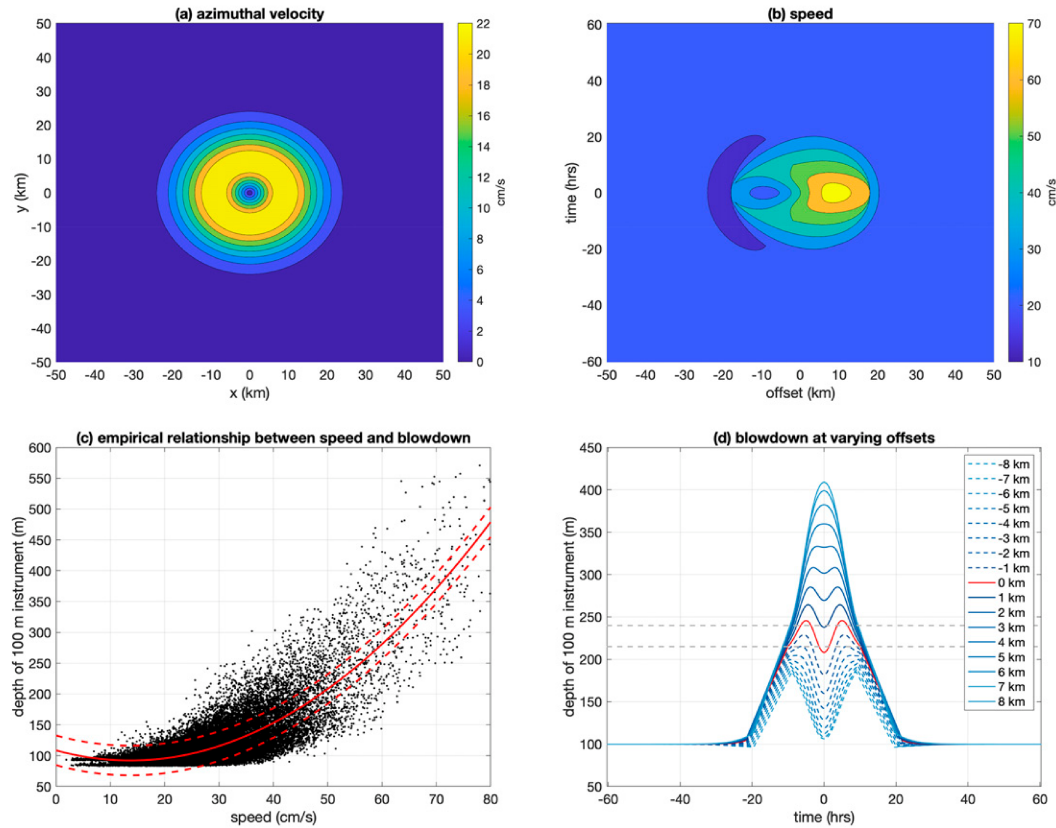 (a) azimuthal velocity
50
40
30
20
10
0
-10
-20
-30
-40
-50
y (km)
-50 -40 -30 -20 -10 0 10 20 30 40 50
x (km)
22
20
18
16
14
12
10
8
6
4
2
0
cm/s
(b) speed
60
40
20
0
-20
-40
-60
time (hrs)
-50 -40 -30 -20 -10 0 10 20 30 40 50
offset (km)
70
60
50
40
30
20
10
cm/s
(c) empirical relationship between speed and blowdown
600
550
500
450
400
350
300
250
200
150
100
50
depth of 100 m instrument (m)
0 10 20 30 40 50 60 70 80
speed (cm/s)
(d) blowdown at varying offsets
450
400
350
300
250
200
150
100
50
depth of 100 m instrument (m)
-60 -40 -20 0 20 40 60
time (hrs)
-8 km
-7 km
-6 km
-5 km
-4 km
-3 km
-2 km
-1 km
0 km
1 km
2 km
3 km
4 km
5 km
6 km
7 km
8 km